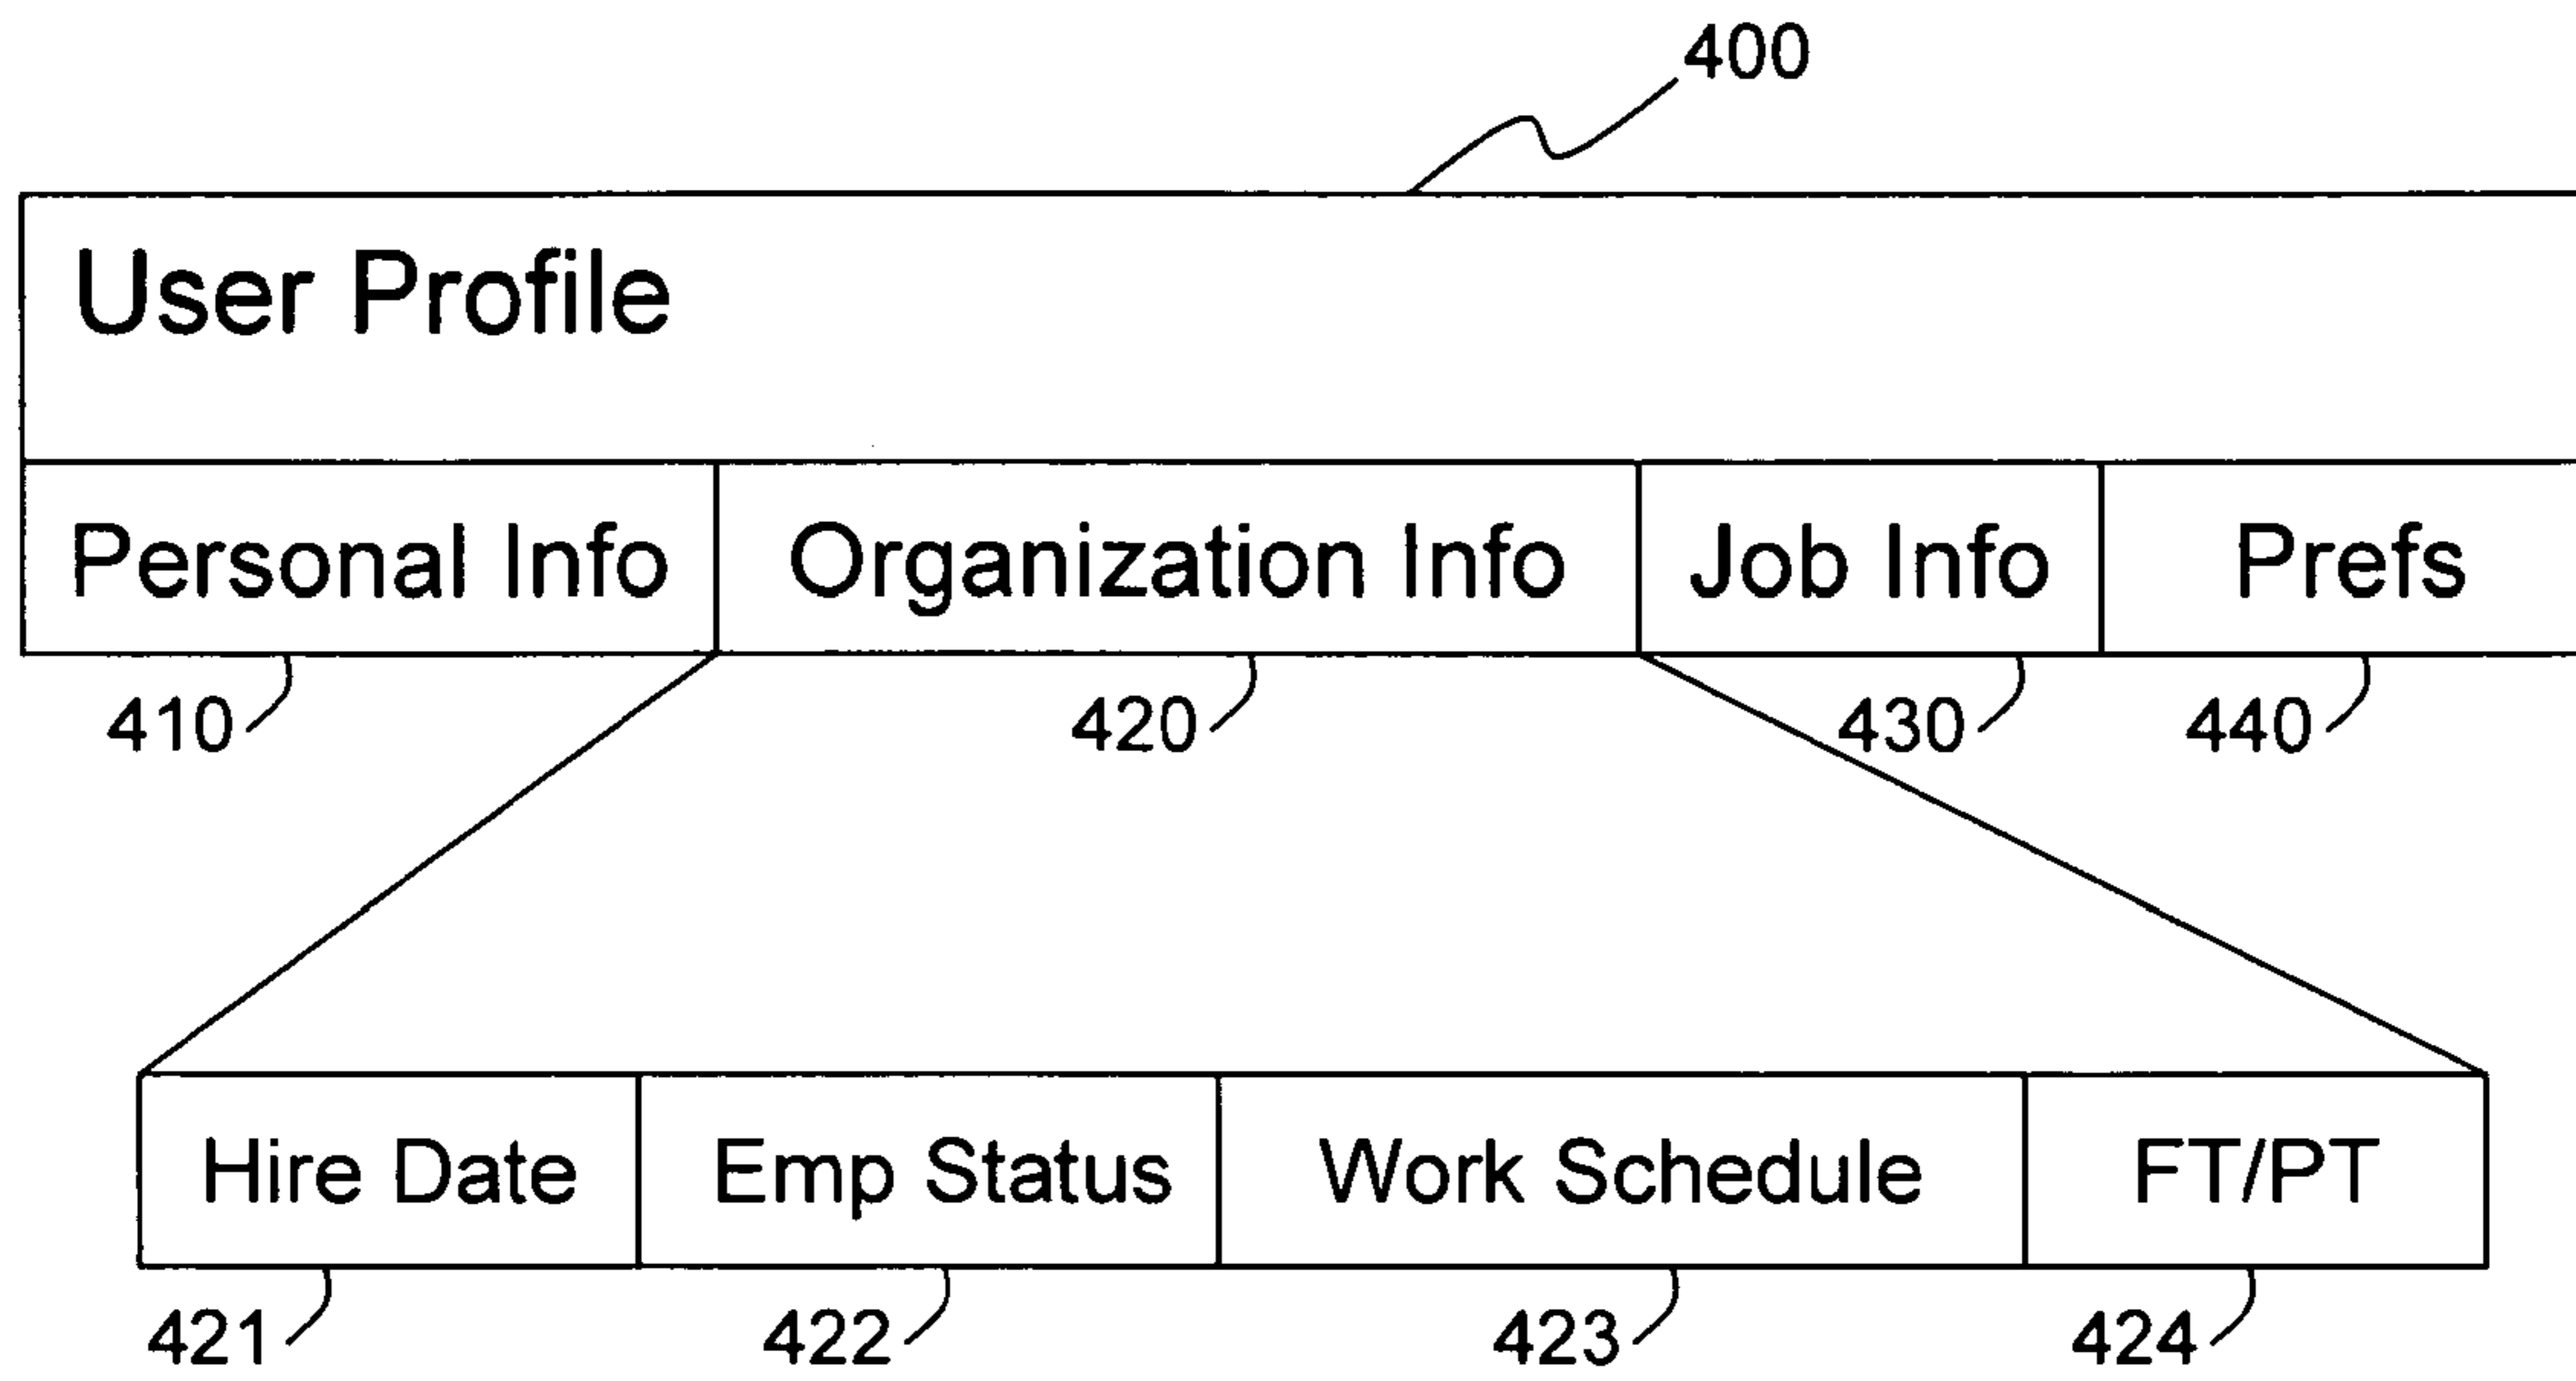 400
User Profile
Personal Info Organization Info Job Info Prefs
410 420 430 440
Hire Date Emp Status Work Schedule FT/PT
421 422 423 424